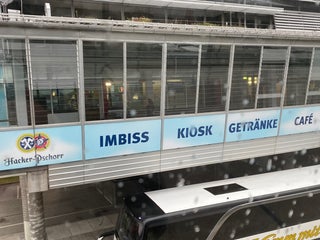 Hacker-Pschorr
IMBISS
KIOSK
GETRÄNKE
CAFÉ